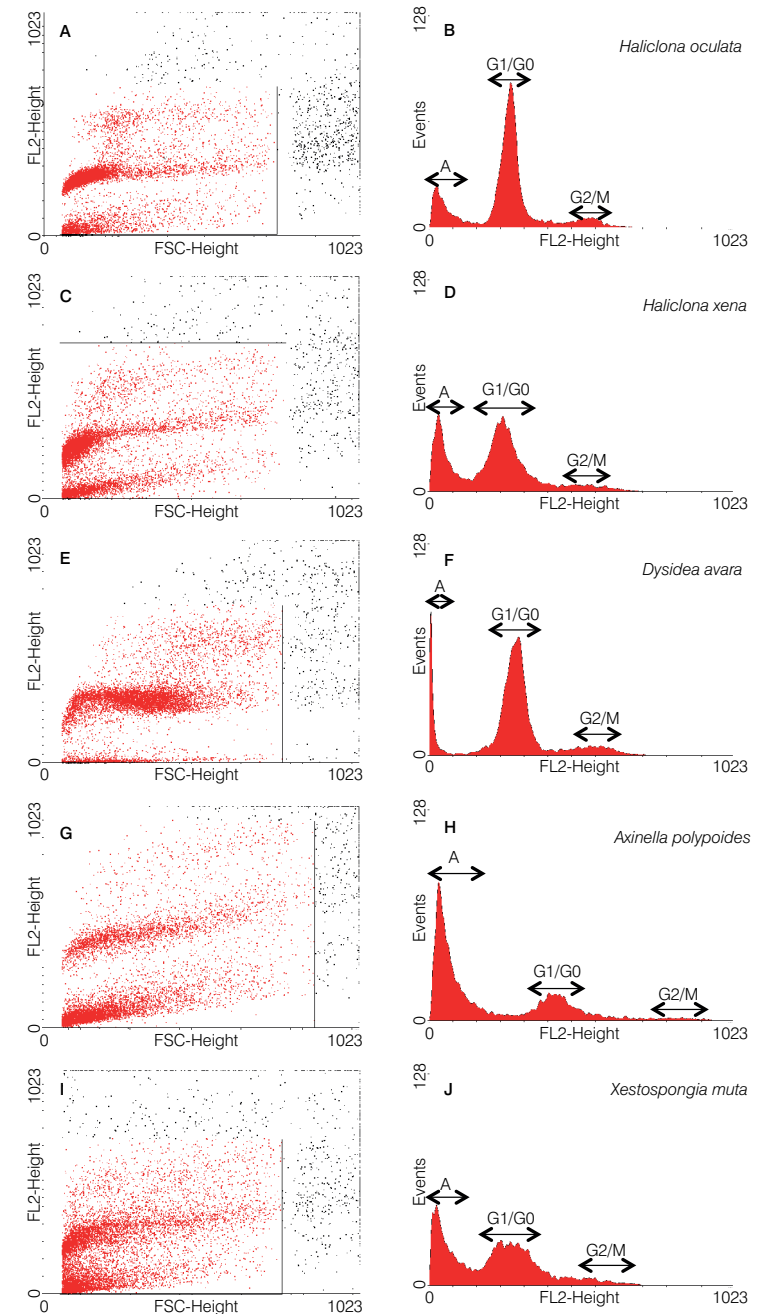 A
1023
FL2-Height
0
0
FSC-Height
1023
B
Haliclona oculata
128
G1/G0
Events
A
G2/M
0
0
FL2-Height
1023
C
1023
FL2-Height
0
0
FSC-Height
1023
D
Haliclona xena
128
Events
A
G1/G0
G2/M
0
0
FL2-Height
1023
E
1023
FL2-Height
0
0
FSC-Height
1023
F
Dysidea avara
128
A
G1/G0
Events
G2/M
0
0
FL2-Height
1023
G
1023
FL2-Height
0
0
FSC-Height
1023
H
Axinella polypoides
128
A
Events
G1/G0
G2/M
0
0
FL2-Height
1023
I
1023
FL2-Height
0
0
FSC-Height
1023
J
Xestospongia muta
128
Events
A
G1/G0
G2/M
0
0
FL2-Height
1023